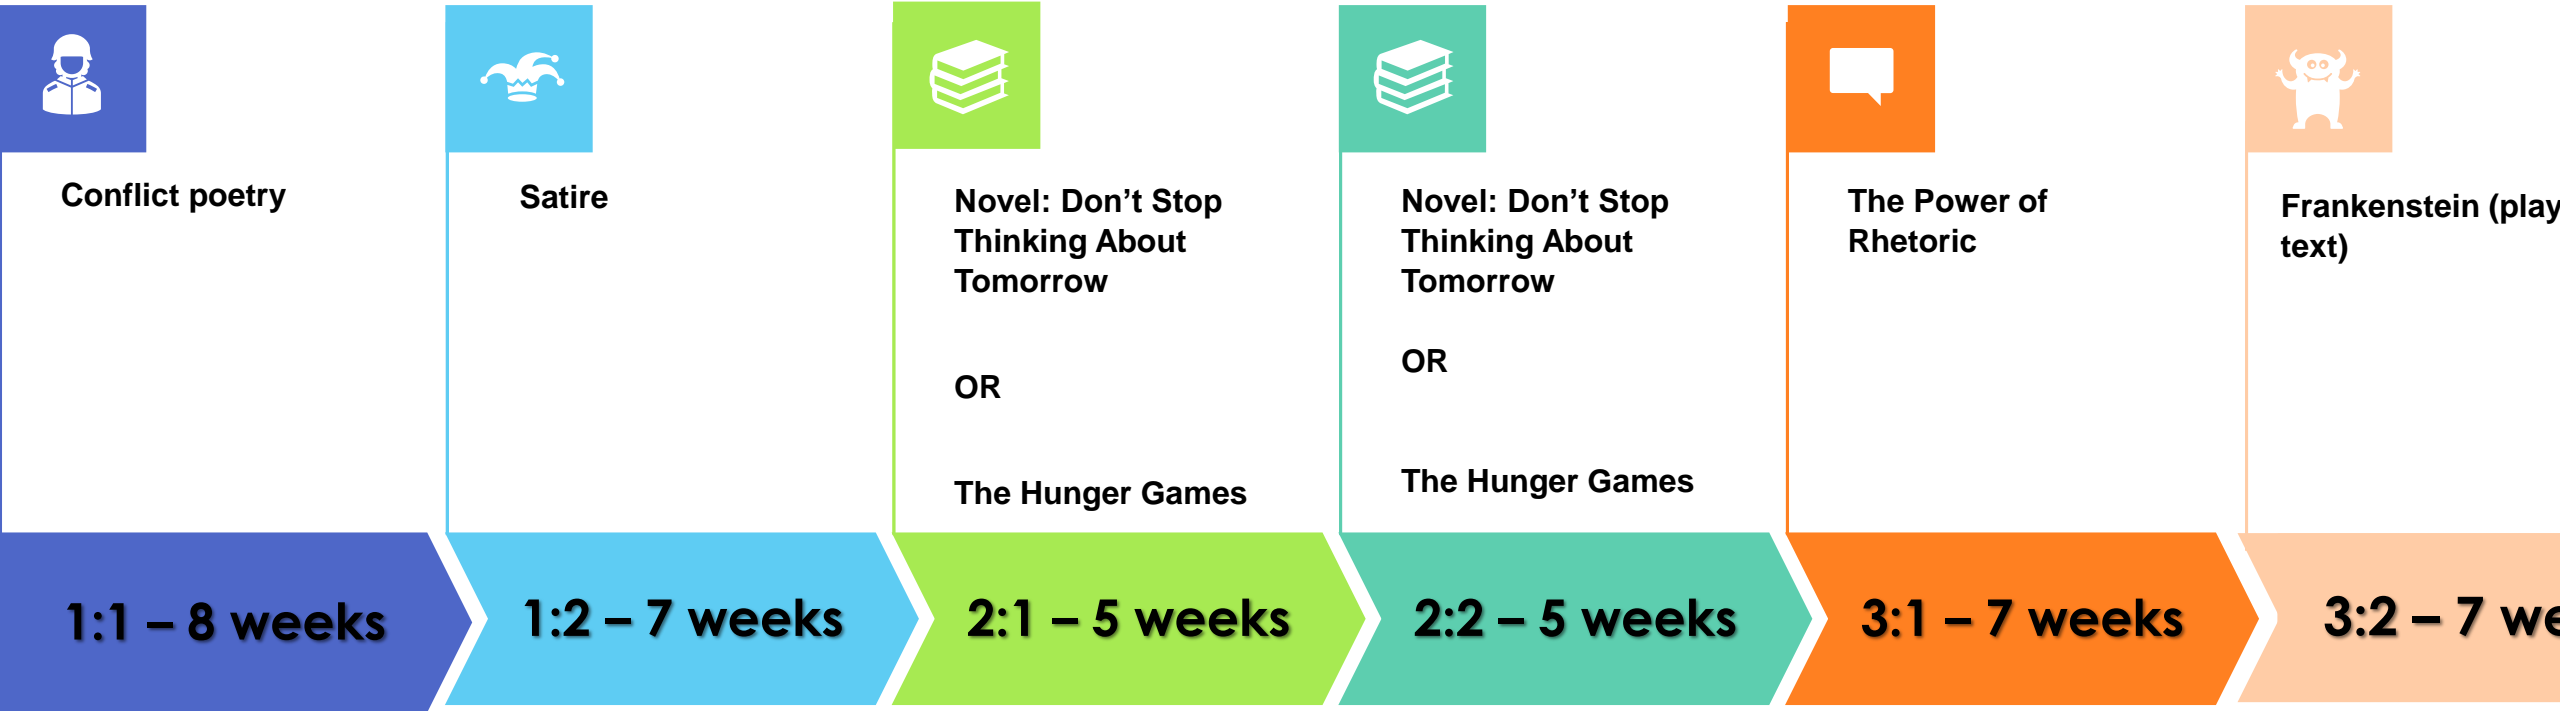 Conflict poetry
Satire
Novel: Don’t Stop
Thinking About
Tomorrow
OR
The Hunger Games
Novel: Don’t Stop
Thinking About
Tomorrow
OR
The Hunger Games
The Power of
Rhetoric
Frankenstein (play
text)
1:1 – 8 weeks
1:2 – 7 weeks
2:1 – 5 weeks
2:2 – 5 weeks
3:1 – 7 weeks
3:2 – 7